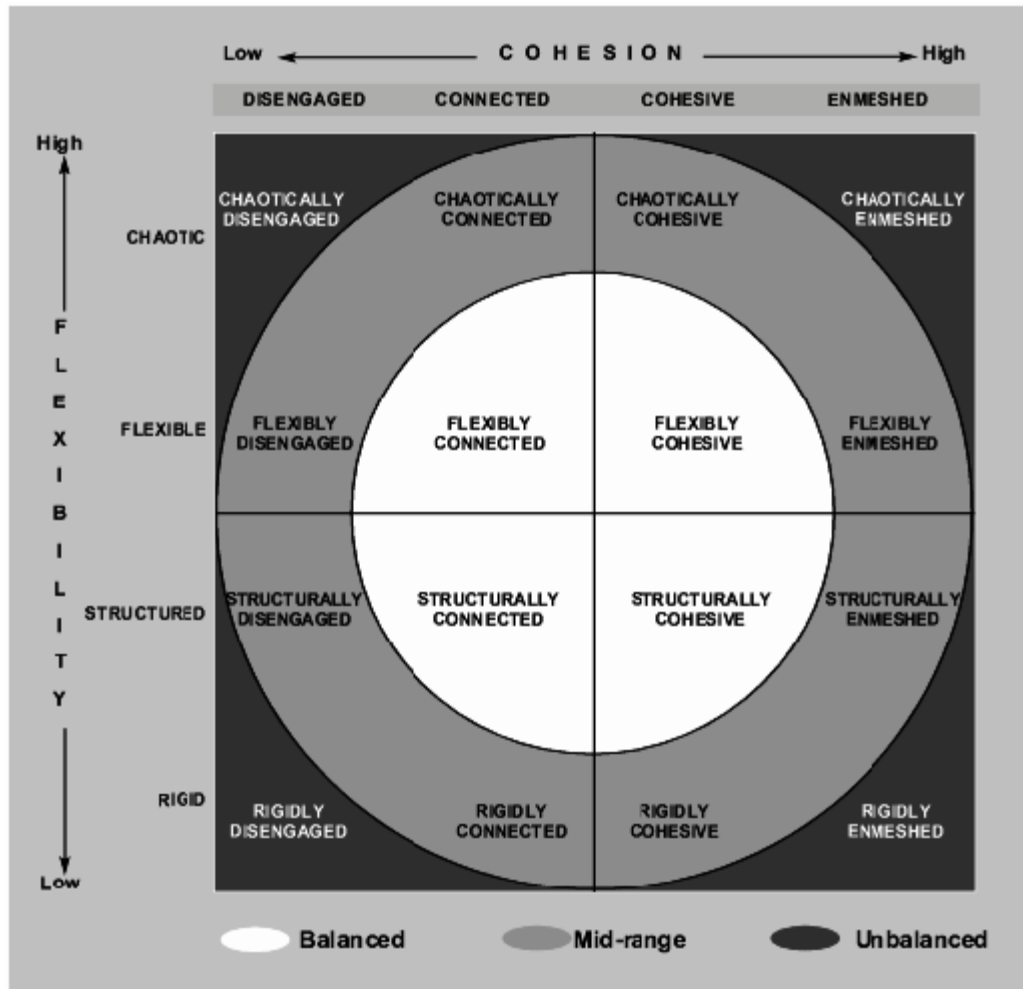 Low C O H E S I O N High
DISENGAGED CONNECTED COHESIVE ENMESHED
High
CHAOTICALLY DISENGAGED
CHAOTICALLY CONNECTED
CHAOTICALLY COHESIVE
CHAOTICALLY ENMESHED
CHAOTIC
F L E X I B I L I T Y
FLEXIBLE
FLEXIBLY DISENGAGED
FLEXIBLY CONNECTED
FLEXIBLY COHESIVE
FLEXIBLY ENMESHED
STRUCTURED
STRUCTURALLY DISENGAGED
STRUCTURALLY CONNECTED
STRUCTURALLY COHESIVE
STRUCTURALLY ENMESHED
RIGID
RIGIDLY DISENGAGED
RIGIDLY CONNECTED
RIGIDLY COHESIVE
RIGIDLY ENMESHED
Low
Balanced Mid-range Unbalanced